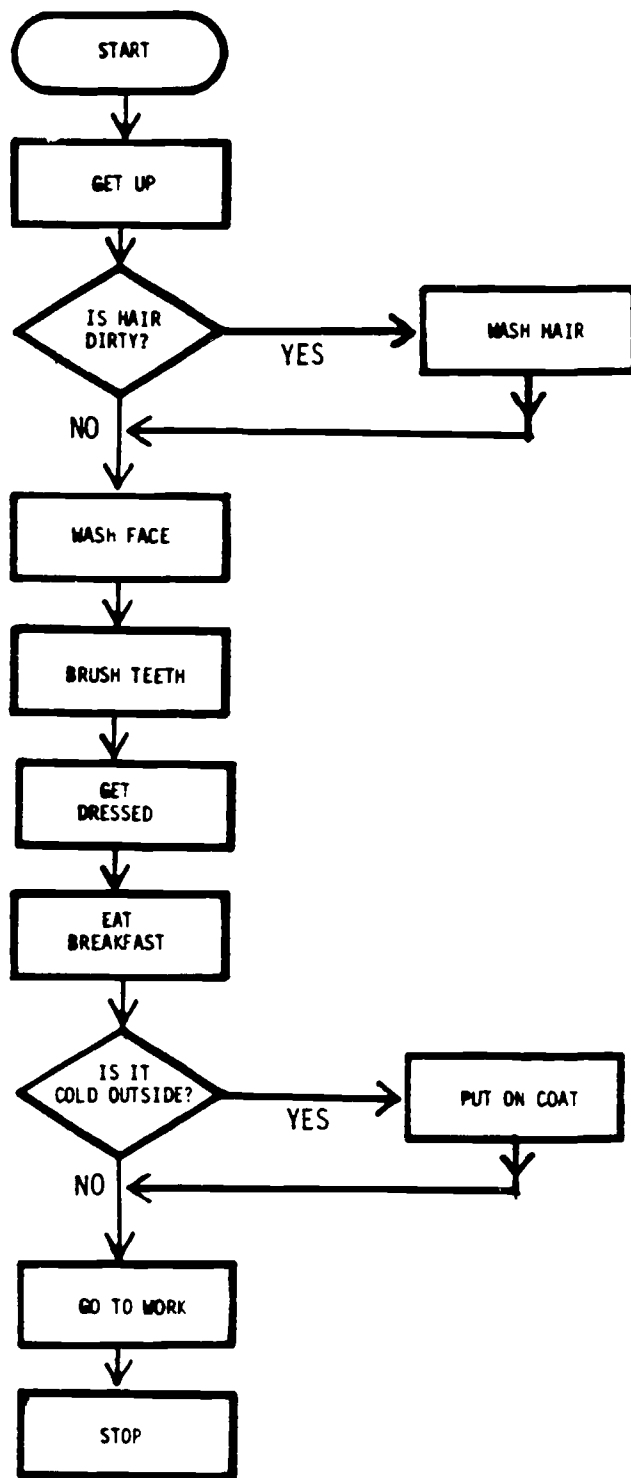 START
GET UP
IS HAIR
DIRTY?
YES
WASH HAIR
NO
WASH FACE
BRUSH TEETH
GET
DRESSED
EAT
BREAKFAST
IS IT
COLD OUTSIDE?
YES
PUT ON COAT
NO
GO TO WORK
STOP